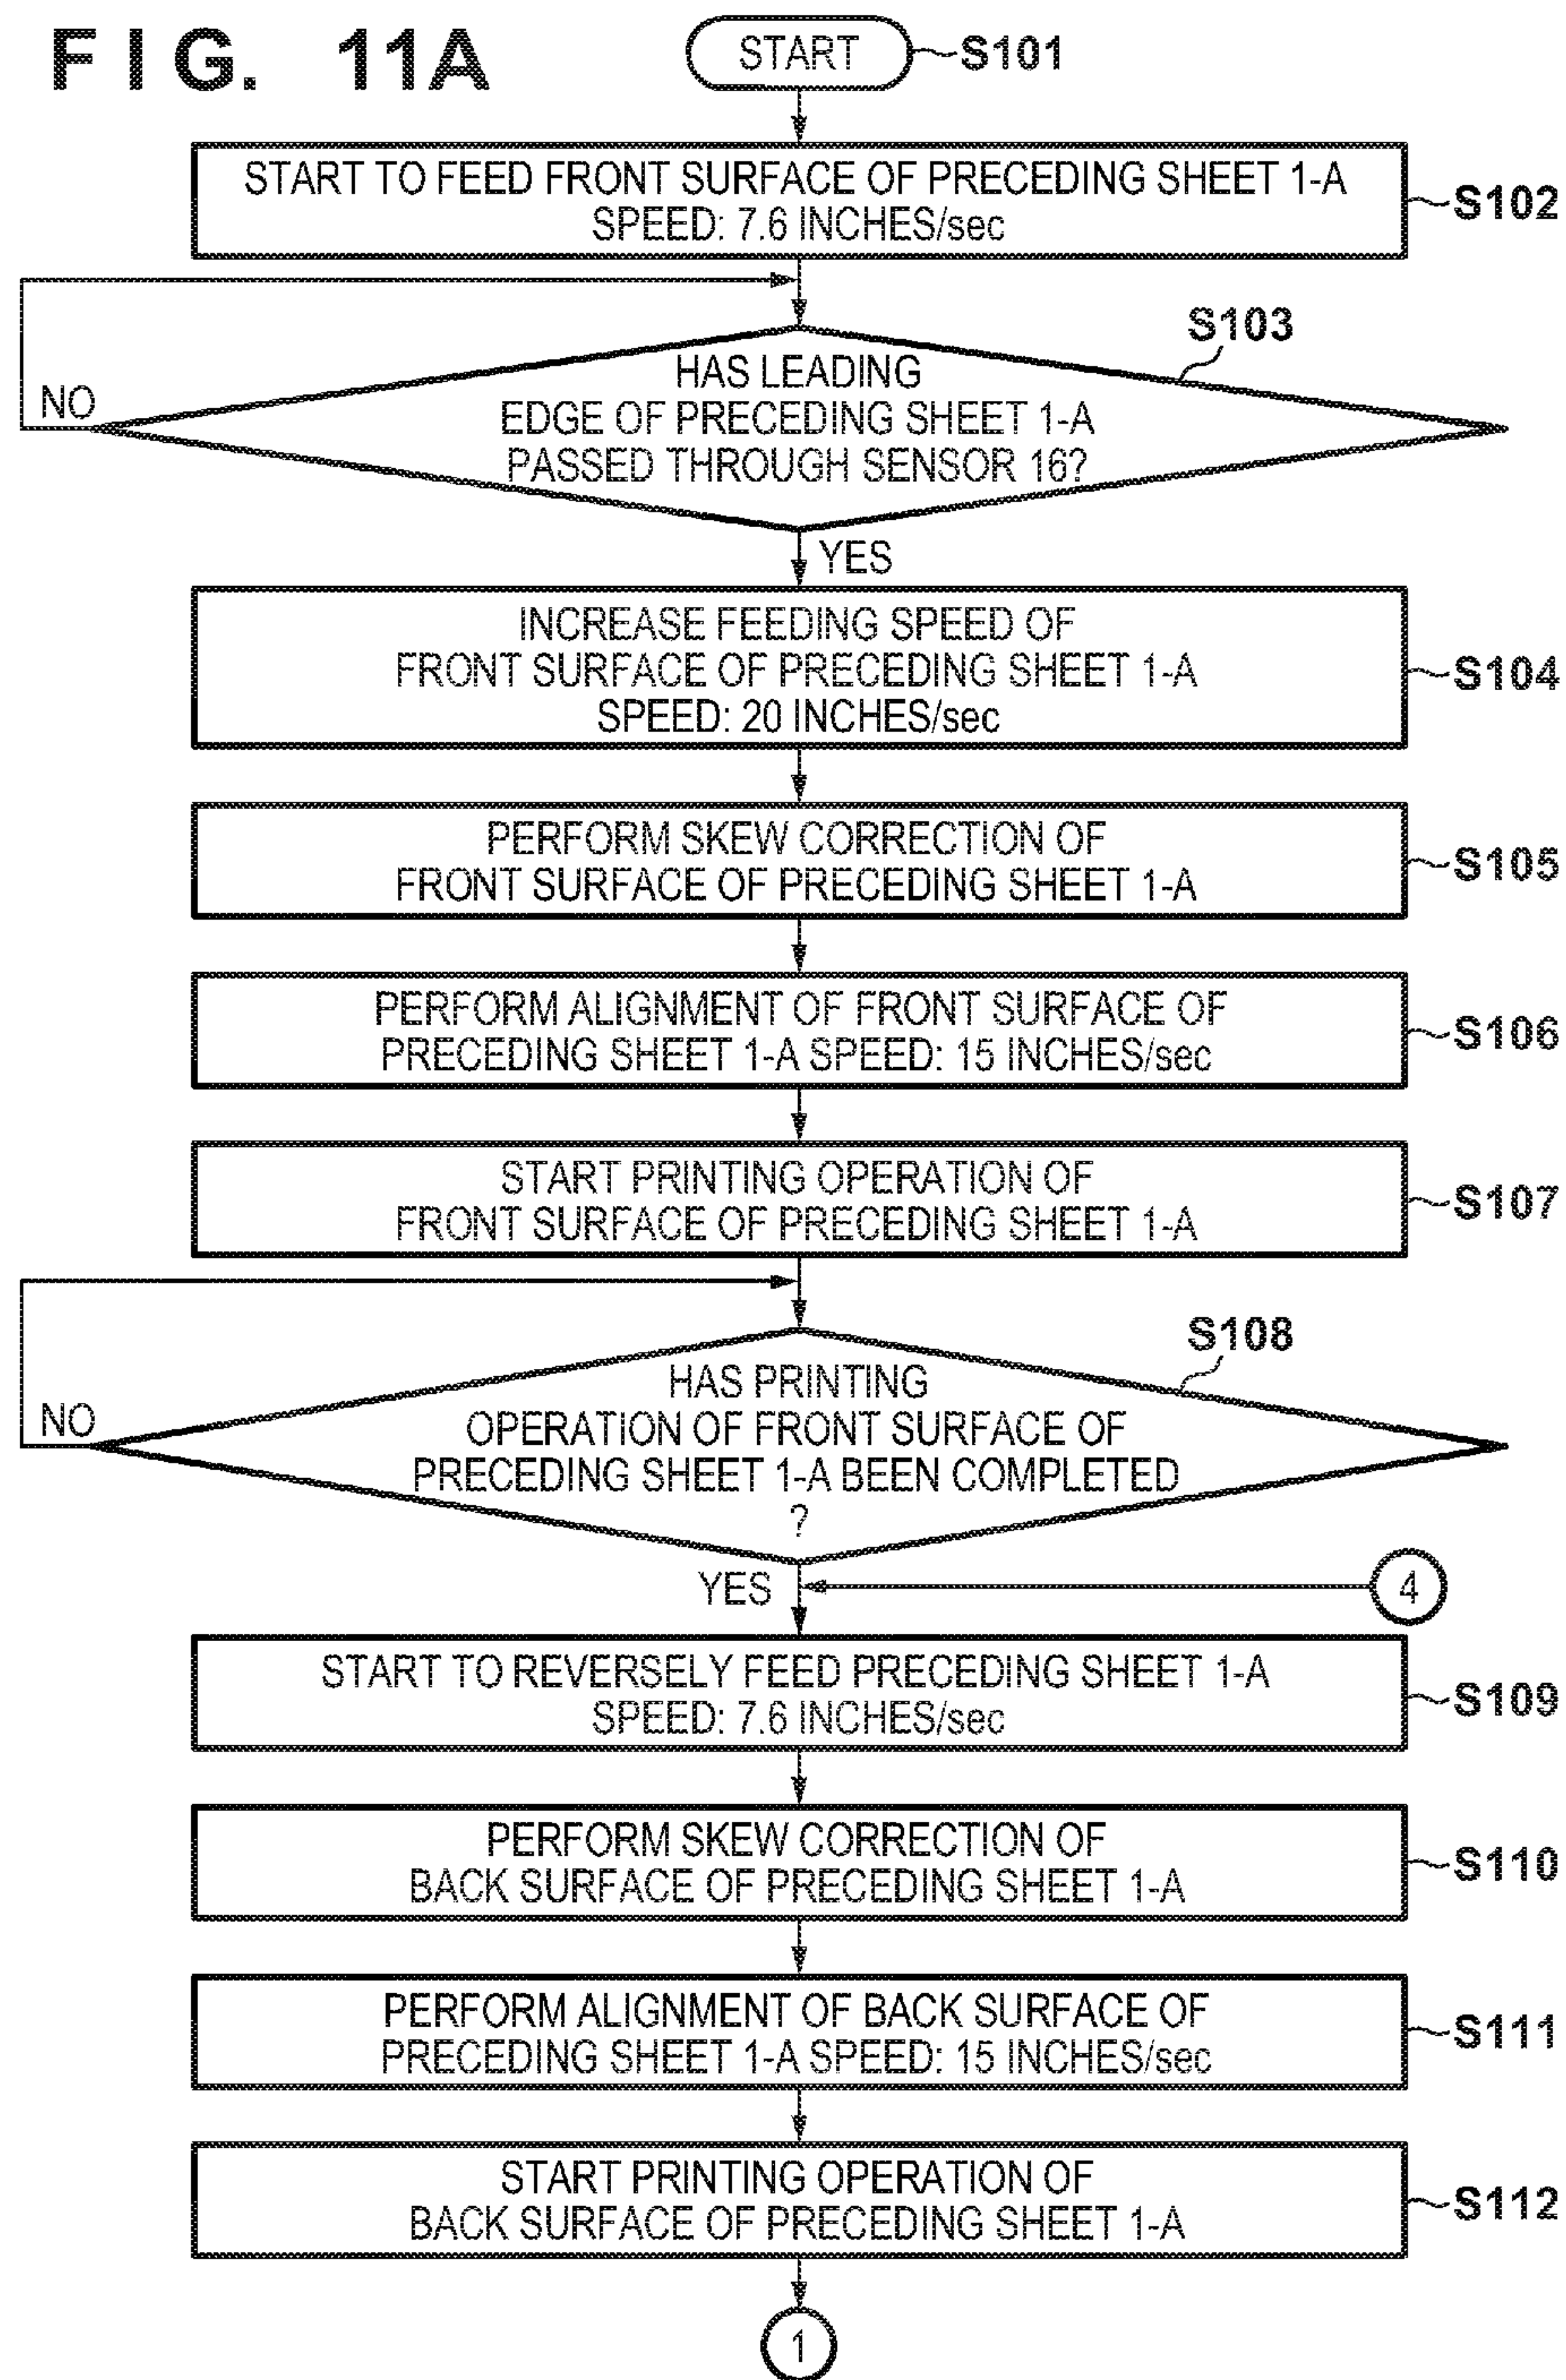 FIG. 11A
START S101
START TO FEED FRONT SURFACE OF PRECEDING SHEET 1-A
SPEED: 7.6 INCHES/sec
S102
S103
HAS LEADING
EDGE OF PRECEDING SHEET 1-A
PASSED THROUGH SENSOR 16?
NO
YES
INCREASE FEEDING SPEED OF
FRONT SURFACE OF PRECEDING SHEET 1-A
SPEED: 20 INCHES/sec
S104
PERFORM SKEW CORRECTION OF
FRONT SURFACE OF PRECEDING SHEET 1-A
S105
PERFORM ALIGNMENT OF FRONT SURFACE OF
PRECEDING SHEET 1-A SPEED: 15 INCHES/sec
S106
START PRINTING OPERATION OF
FRONT SURFACE OF PRECEDING SHEET 1-A
S107
S108
HAS PRINTING
OPERATION OF FRONT SURFACE OF
PRECEDING SHEET 1-A BEEN COMPLETED
?
NO
YES
4
START TO REVERSELY FEED PRECEDING SHEET 1-A
SPEED: 7.6 INCHES/sec
S109
PERFORM SKEW CORRECTION OF
BACK SURFACE OF PRECEDING SHEET 1-A
S110
PERFORM ALIGNMENT OF BACK SURFACE OF
PRECEDING SHEET 1-A SPEED: 15 INCHES/sec
S111
START PRINTING OPERATION OF
BACK SURFACE OF PRECEDING SHEET 1-A
S112
1